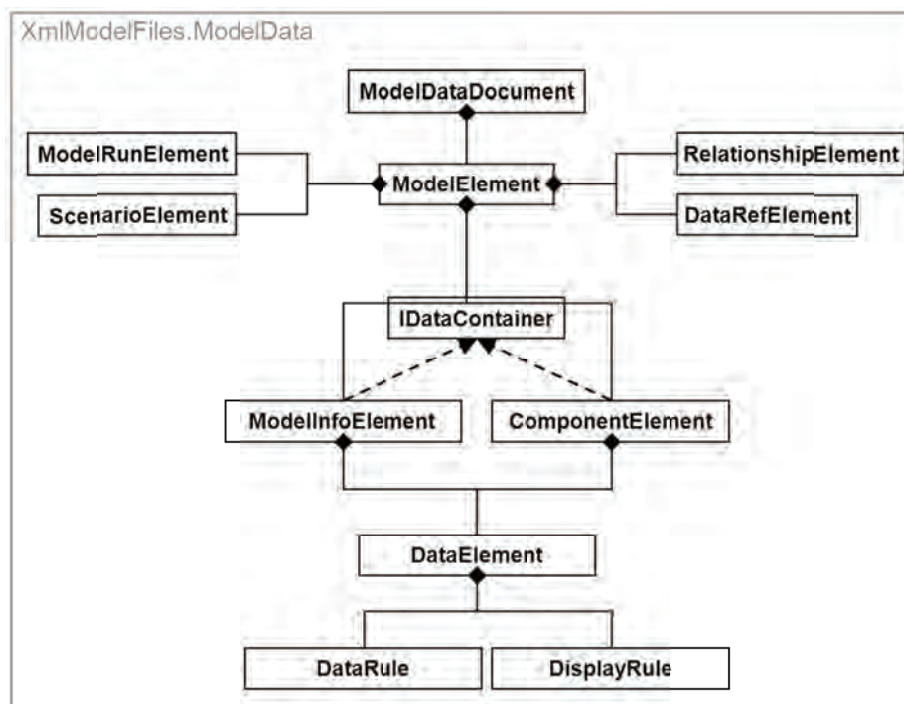 XmlModelFiles.ModelData
ModelDataDocument
ModelRunElement
RelationshipElement
ModelElement
ScenarioElement
DataRefElement
IDataContainer
ModelInfoElement
ComponentElement
DataElement
DataRule
DisplayRule